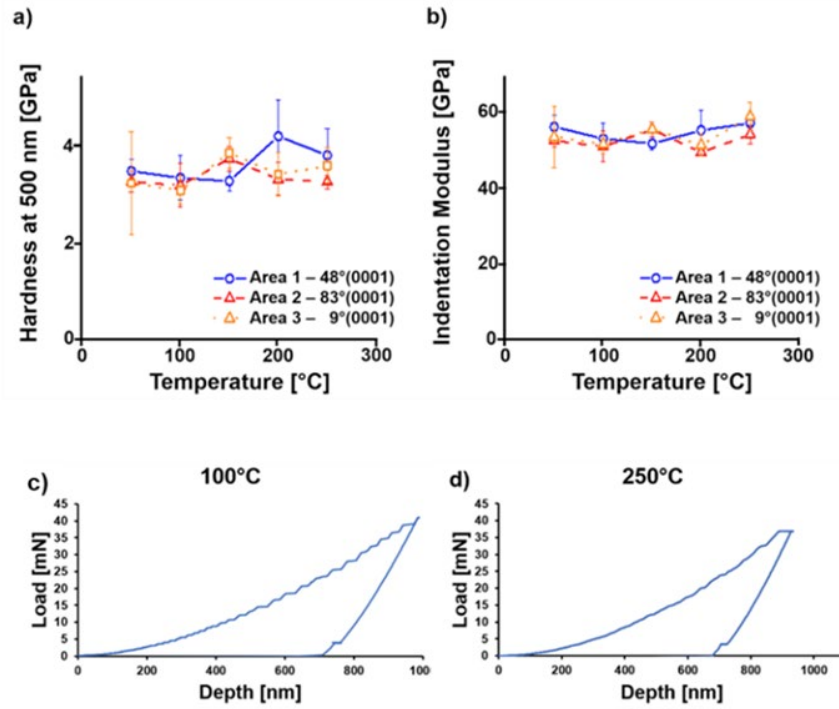 a)
Hardness at 500 nm [GPa]
4
2
0
Area 1 – 48°(0001)
Area 2 – 83°(0001)
Area 3 – 9°(0001)
0 100 200 300
Temperature [°C]
b)
Indentation Modulus [GPa]
60
40
20
0
Area 1 – 48°(0001)
Area 2 – 83°(0001)
Area 3 – 9°(0001)
0 100 200 300
Temperature [°C]
c)
100°C
Load [mN]
45
40
35
30
25
20
15
10
5
0
0 200 400 600 800 100
Depth [nm]
d)
250°C
Load [mN]
45
40
35
30
25
20
15
10
5
0
0 200 400 600 800 1000
Depth [nm]